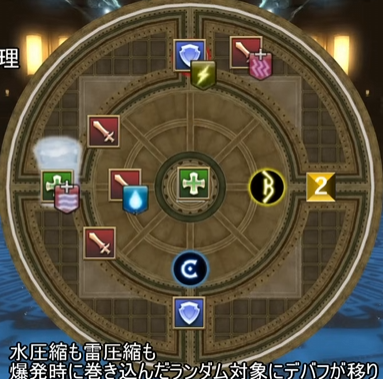 理
2
水圧縮も雷圧縮も
爆発時に巻き込んだランダム対象にデバフが移り